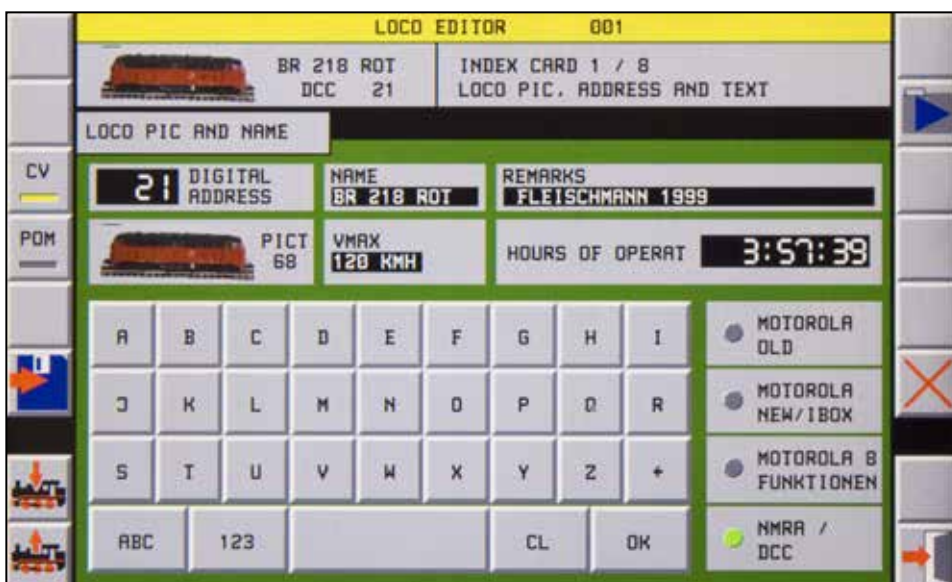 LOCO EDITOR 001
BR 218 ROT
DCC 21
INDEX CARD 1 / 8
LOCO PIC, ADDRESS AND TEXT
LOCO PIC AND NAME
CV
21 DIGITAL
ADDRESS
NAME
BR 218 ROT
REMARKS
FLEISCHMANN 1999
POM
PICT
68
VMAX
120 KMH
HOURS OF OPERAT 3:57:39
A B C D E F G H I
MOTOROLA
OLD
J K L M N O P Q R
MOTOROLA
NEW/IBOX
S T U V W X Y Z ←
MOTOROLA 8
FUNKTIONEN
ABC 123 CL OK
NMRA /
DCC